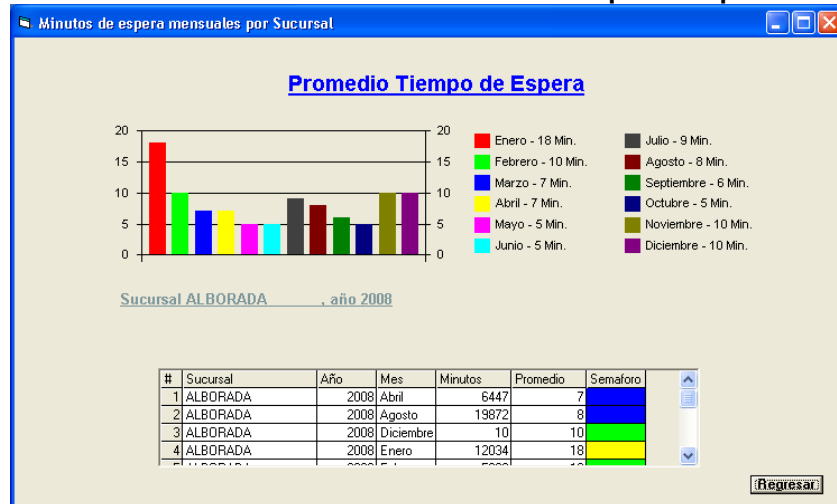 Minutos de espera mensuales por Sucursal
Promedio Tiempo de Espera
20 20
15 15
10 10
5 5
0 0
Enero - 18 Min. Julio - 9 Min.
Febrero - 10 Min. Agosto - 8 Min.
Marzo - 7 Min. Septiembre - 6 Min.
Abril - 7 Min. Octubre - 5 Min.
Mayo - 5 Min. Noviembre - 10 Min.
Junio - 5 Min. Diciembre - 10 Min.
Sucursal ALBORADA , año 2008
# Sucursal Año Mes Minutos Promedio Semaforo
1 ALBORADA 2008 Abril 6447 7
2 ALBORADA 2008 Agosto 19872 8
3 ALBORADA 2008 Diciembre 10 10
4 ALBORADA 2008 Enero 12034 18
Regresar